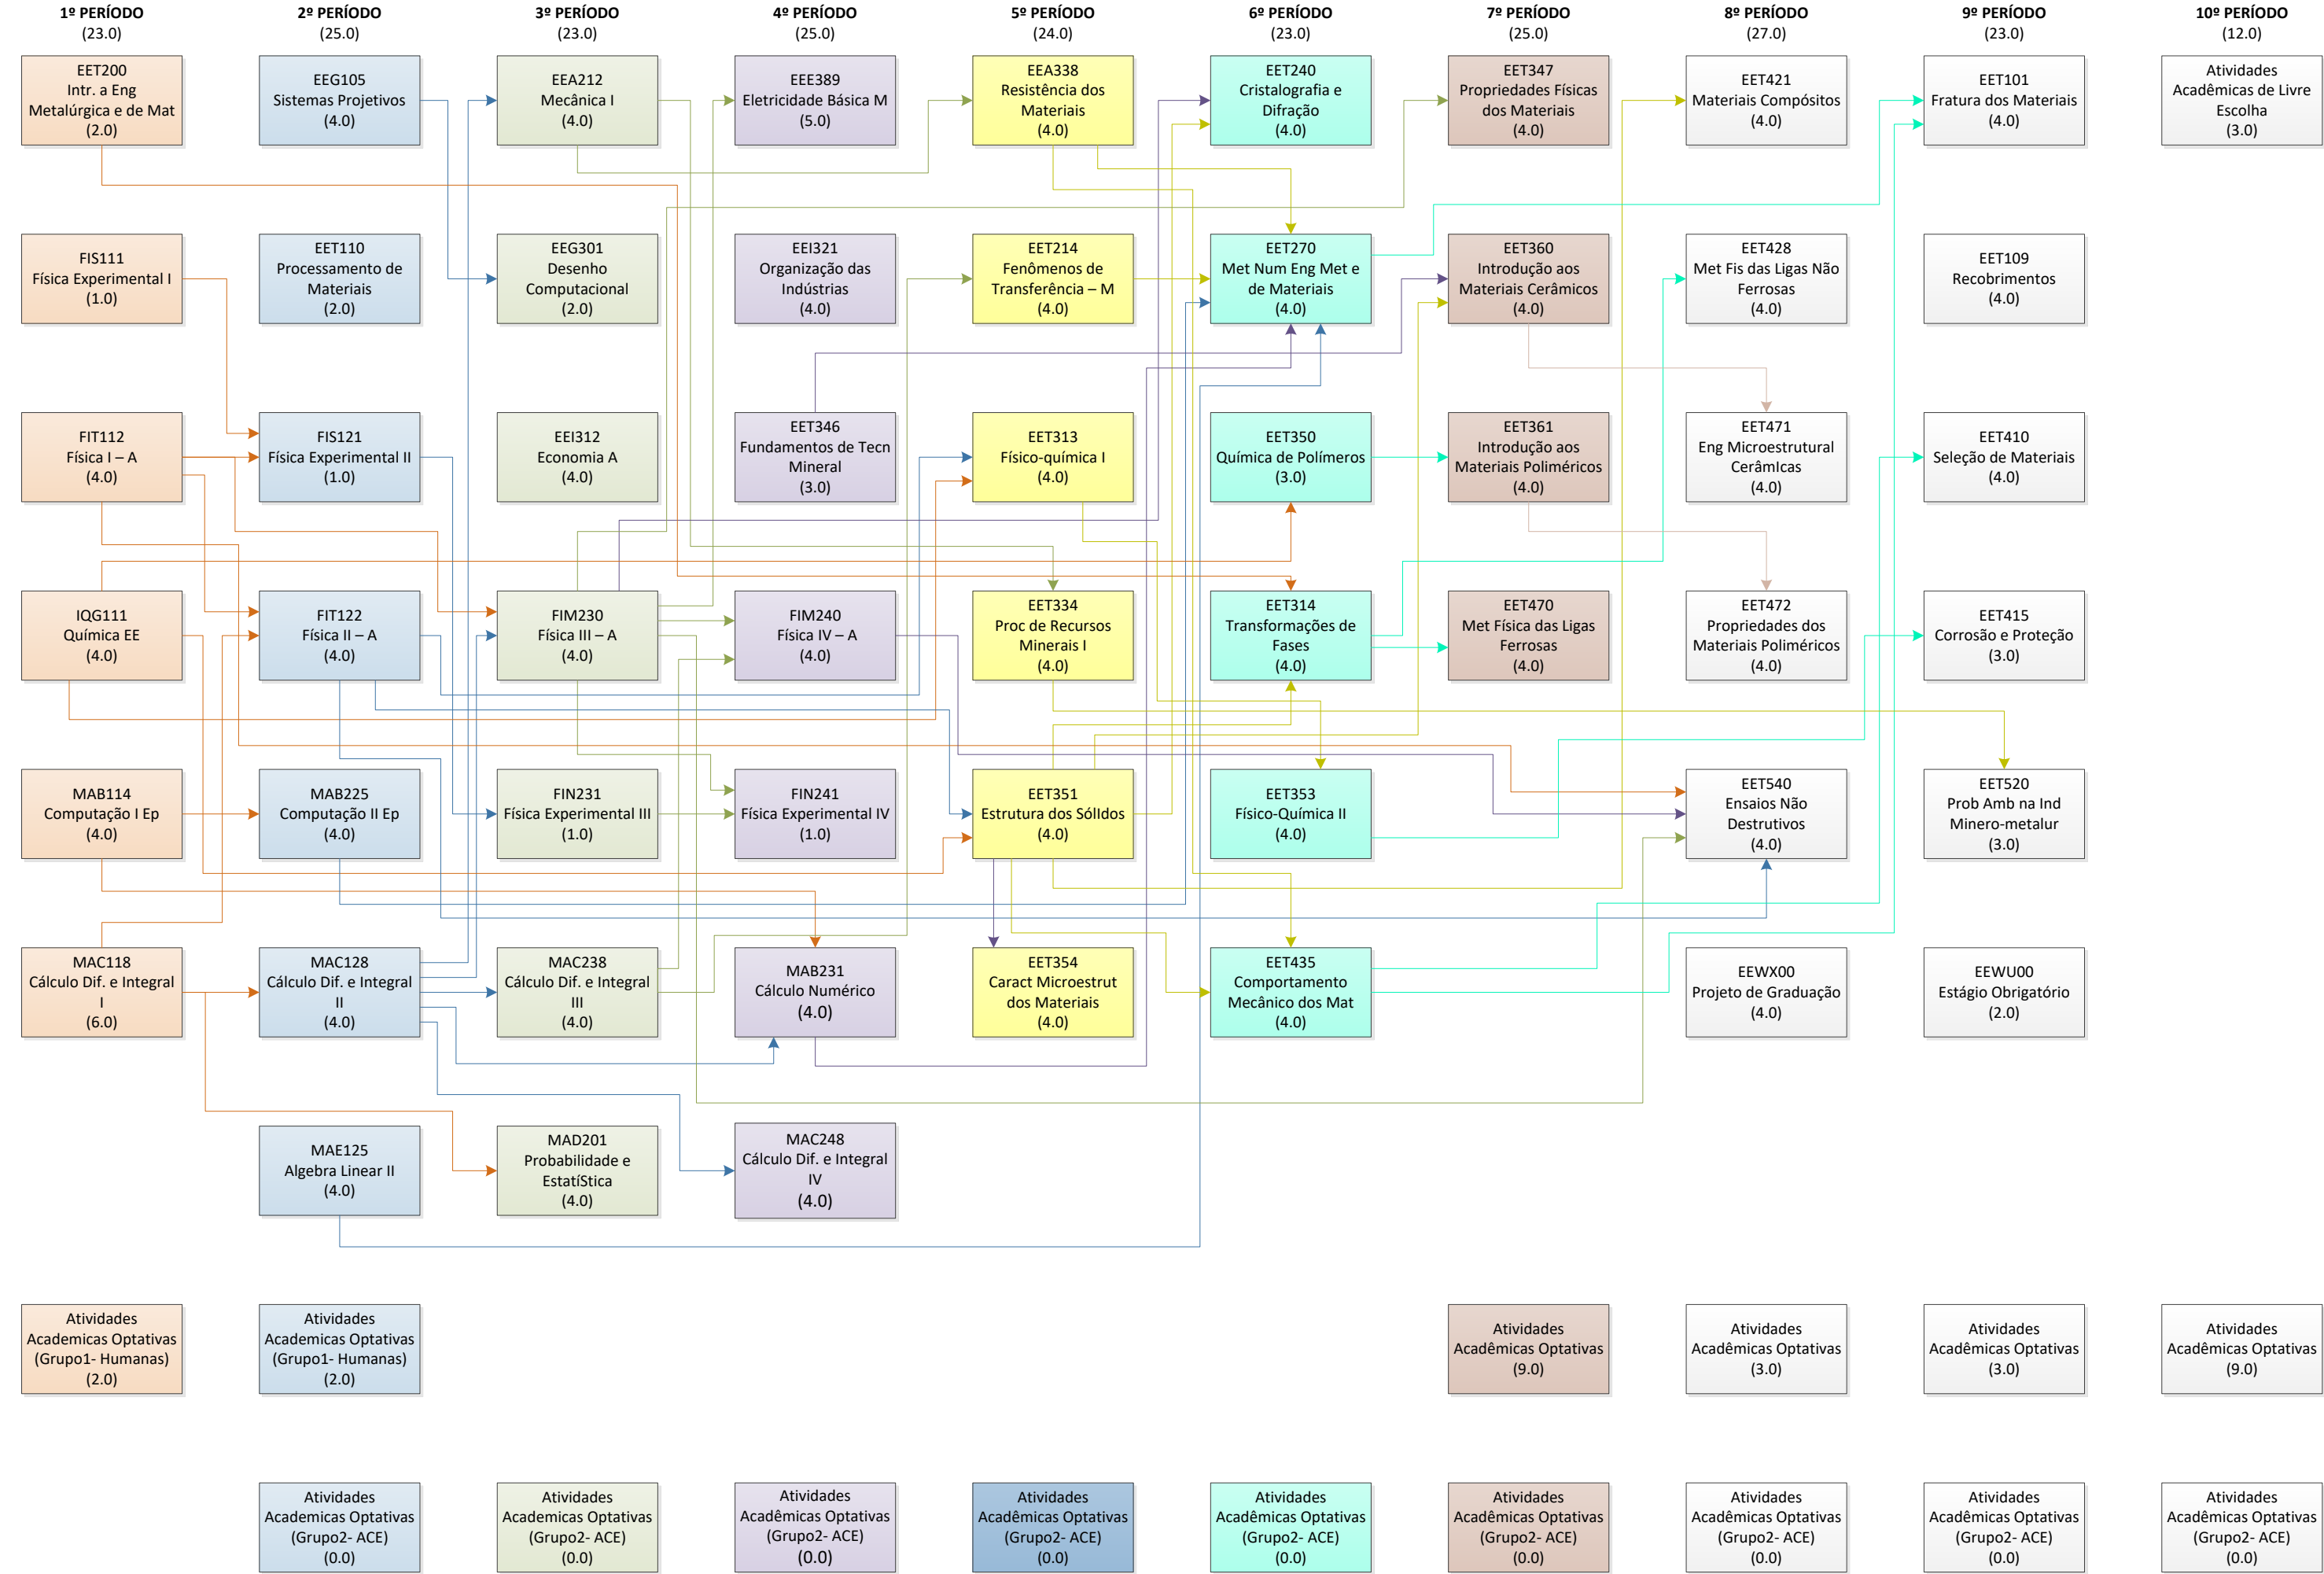 1º PERÍODO
(23.0)
2º PERÍODO
(25.0)
3º PERÍODO
(23.0)
4º PERÍODO
(25.0)
5º PERÍODO
(24.0)
6º PERÍODO
(23.0)
7º PERÍODO
(25.0)
8º PERÍODO
(27.0)
9º PERÍODO
(23.0)
10º PERÍODO
(12.0)
EET200
Intr. a Eng
Metalúrgica e de Mat
(2.0)
EEG105
Sistemas Projetivos
(4.0)
EEA212
Mecânica I
(4.0)
EEE389
Eletricidade Básica M
(5.0)
EEA338
Resistência dos
Materiais
(4.0)
EET240
Cristalografia e
Difração
(4.0)
EET347
Propriedades Físicas
dos Materiais
(4.0)
EET421
Materiais Compósitos
(4.0)
EET101
Fratura dos Materiais
(4.0)
Atividades
Acadêmicas de Livre
Escolha
(3.0)
FIS111
Física Experimental I
(1.0)
EET110
Processamento de
Materiais
(2.0)
EEG301
Desenho
Computacional
(2.0)
EEI321
Organização das
Indústrias
(4.0)
EET214
Fenômenos de
Transferência – M
(4.0)
EET270
Met Num Eng Met e
de Materiais
(4.0)
EET360
Introdução aos
Materiais Cerâmicos
(4.0)
EET428
Met Fis das Ligas Não
Ferrosas
(4.0)
EET109
Recobrimentos
(4.0)
FIT112
Física I – A
(4.0)
FIS121
Física Experimental II
(1.0)
EEI312
Economia A
(4.0)
EET346
Fundamentos de Tecn
Mineral
(3.0)
EET313
Físico-química I
(4.0)
EET350
Química de Polímeros
(3.0)
EET361
Introdução aos
Materiais Poliméricos
(4.0)
EET471
Eng Microestrutural
CerâmIcas
(4.0)
EET410
Seleção de Materiais
(4.0)
IQG111
Química EE
(4.0)
FIT122
Física II – A
(4.0)
FIM230
Física III – A
(4.0)
FIM240
Física IV – A
(4.0)
EET334
Proc de Recursos
Minerais I
(4.0)
EET314
Transformações de
Fases
(4.0)
EET470
Met Física das Ligas
Ferrosas
(4.0)
EET472
Propriedades dos
Materiais Poliméricos
(4.0)
EET415
Corrosão e Proteção
(3.0)
MAB114
Computação I Ep
(4.0)
MAB225
Computação II Ep
(4.0)
FIN231
Física Experimental III
(1.0)
FIN241
Física Experimental IV
(1.0)
EET351
Estrutura dos SólIdos
(4.0)
EET353
Físico-Química II
(4.0)
EET540
Ensaios Não
Destrutivos
(4.0)
EET520
Prob Amb na Ind
Minero-metalur
(3.0)
MAC118
Cálculo Dif. e Integral
I
(6.0)
MAC128
Cálculo Dif. e Integral
II
(4.0)
MAC238
Cálculo Dif. e Integral
III
(4.0)
MAB231
Cálculo Numérico
(4.0)
EET354
Caract Microestrut
dos Materiais
(4.0)
EET435
Comportamento
Mecânico dos Mat
(4.0)
EEWX00
Projeto de Graduação
(4.0)
EEWU00
Estágio Obrigatório
(2.0)
MAE125
Algebra Linear II
(4.0)
MAD201
Probabilidade e
EstatíStica
(4.0)
MAC248
Cálculo Dif. e Integral
IV
(4.0)
Atividades
Academicas Optativas
(Grupo1- Humanas)
(2.0)
Atividades
Academicas Optativas
(Grupo1- Humanas)
(2.0)
Atividades
Acadêmicas Optativas
(9.0)
Atividades
Acadêmicas Optativas
(3.0)
Atividades
Acadêmicas Optativas
(3.0)
Atividades
Acadêmicas Optativas
(9.0)
Atividades
Academicas Optativas
(Grupo2- ACE)
(0.0)
Atividades
Academicas Optativas
(Grupo2- ACE)
(0.0)
Atividades
Acadêmicas Optativas
(Grupo2- ACE)
(0.0)
Atividades
Acadêmicas Optativas
(Grupo2- ACE)
(0.0)
Atividades
Acadêmicas Optativas
(Grupo2- ACE)
(0.0)
Atividades
Acadêmicas Optativas
(Grupo2- ACE)
(0.0)
Atividades
Acadêmicas Optativas
(Grupo2- ACE)
(0.0)
Atividades
Acadêmicas Optativas
(Grupo2- ACE)
(0.0)
Atividades
Acadêmicas Optativas
(Grupo2- ACE)
(0.0)